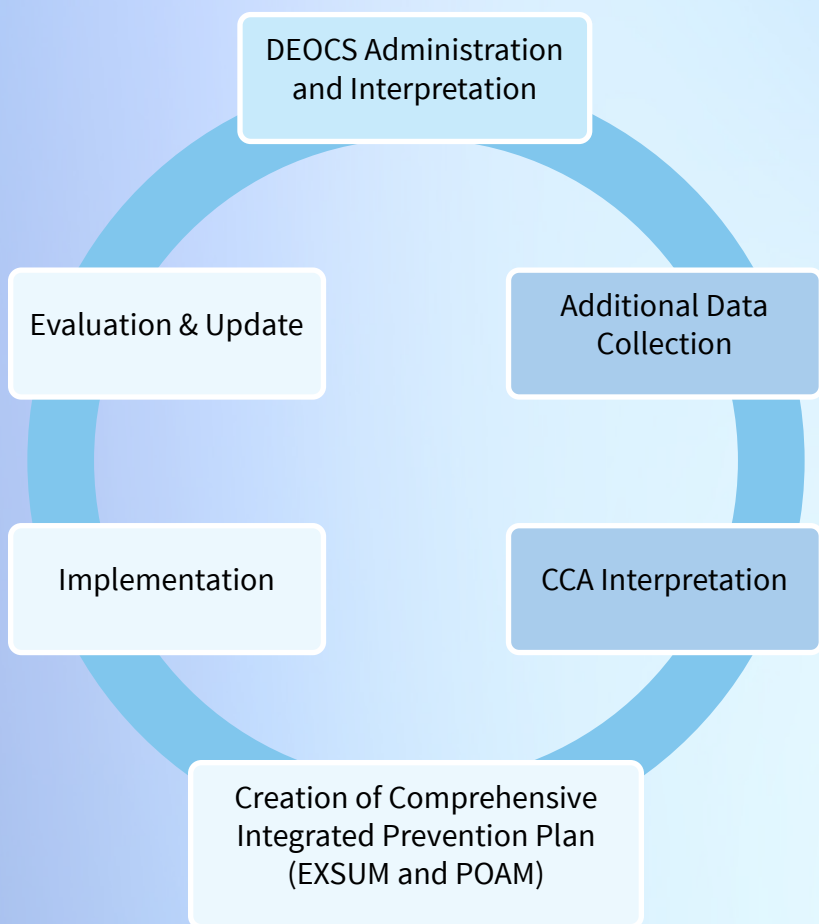 DEOCS Administration
and Interpretation
Additional Data
Collection
CCA Interpretation
Creation of Comprehensive
Integrated Prevention Plan
(EXSUM and POAM)
Implementation
Evaluation & Update